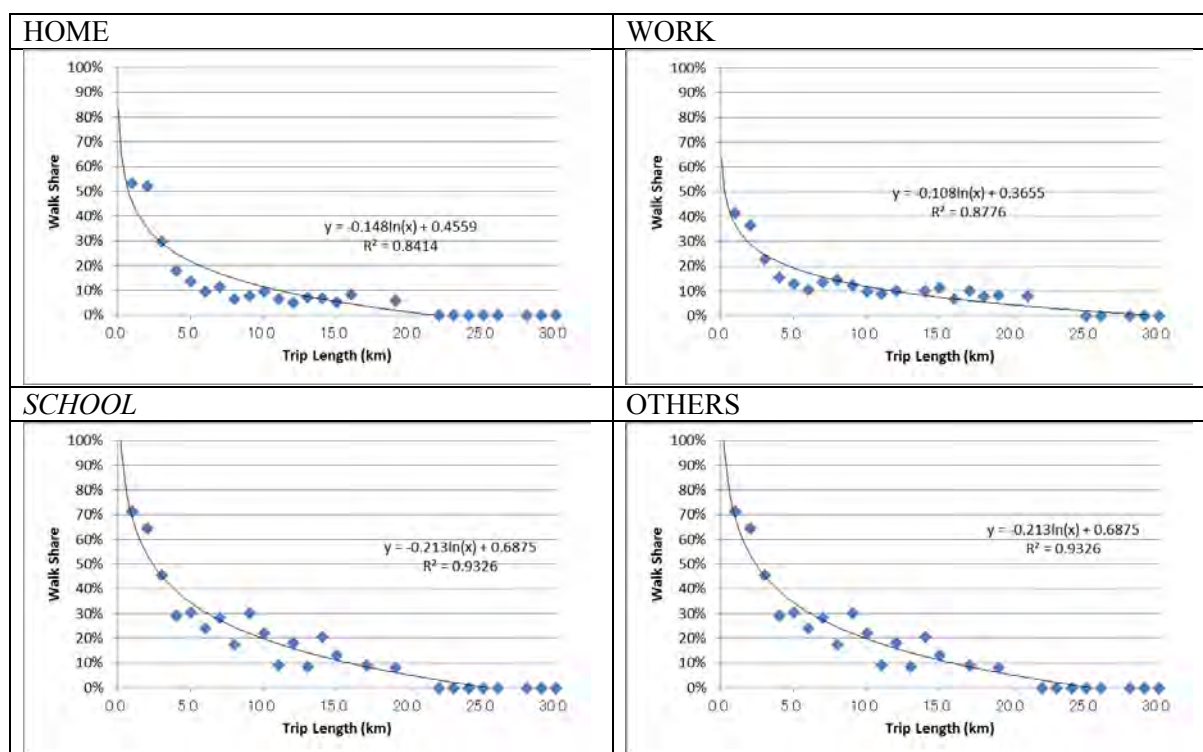 HOME
WORK
100%
90%
80%
70%
60%
50%
40%
30%
20%
10%
0%
Walk Share
y = -0.148ln(x) + 0.4559
R² = 0.8414
0.0 5.0 10.0 15.0 20.0 25.0 30.0
Trip Length (km)
100%
90%
80%
70%
60%
50%
40%
30%
20%
10%
0%
Walk Share
y = -0.108ln(x) + 0.3655
R² = 0.8776
0.0 5.0 10.0 15.0 20.0 25.0 30.0
Trip Length (km)
SCHOOL
OTHERS
100%
90%
80%
70%
60%
50%
40%
30%
20%
10%
0%
Walk Share
y = -0.213ln(x) + 0.6875
R² = 0.9326
0.0 5.0 10.0 15.0 20.0 25.0 30.0
Trip Length (km)
100%
90%
80%
70%
60%
50%
40%
30%
20%
10%
0%
Walk Share
y = -0.213ln(x) + 0.6875
R² = 0.9326
0.0 5.0 10.0 15.0 20.0 25.0 30.0
Trip Length (km)